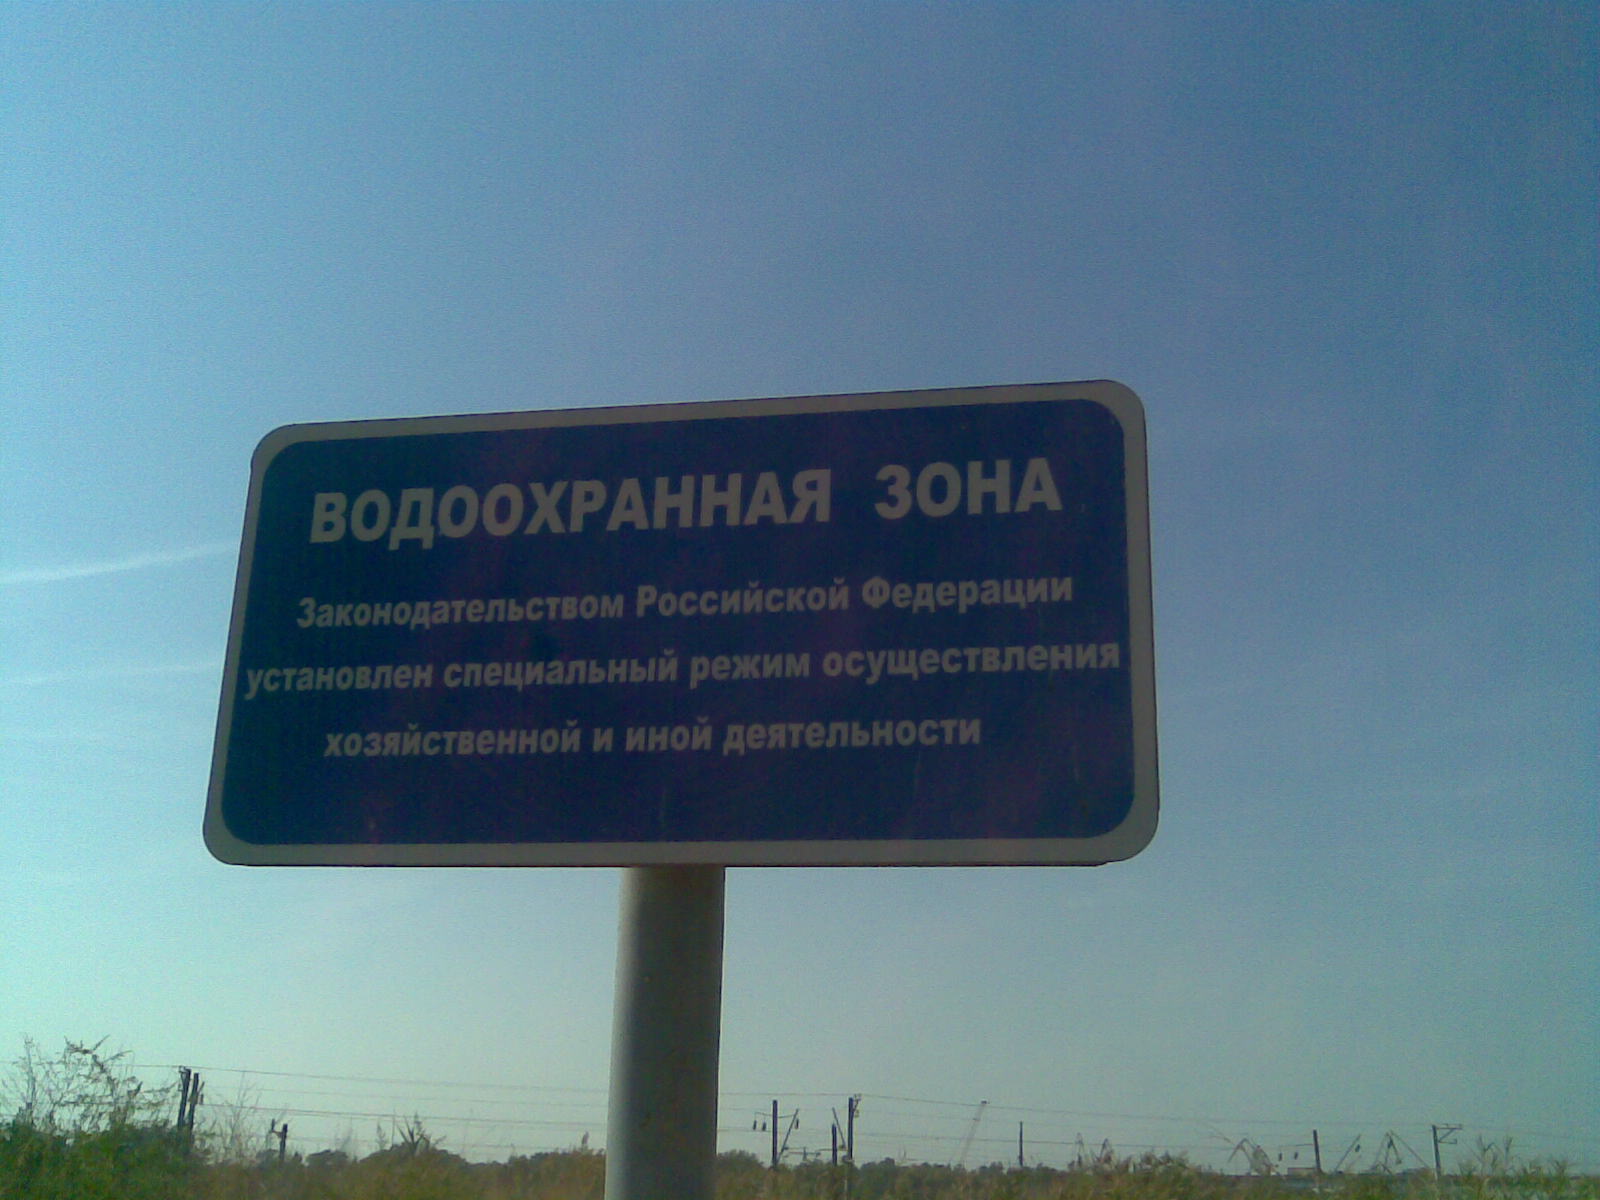 ВОДООХРАННАЯ ЗОНА
Законодательством Российской Федерации
установлен специальный режим осуществления
хозяйственной и иной деятельности